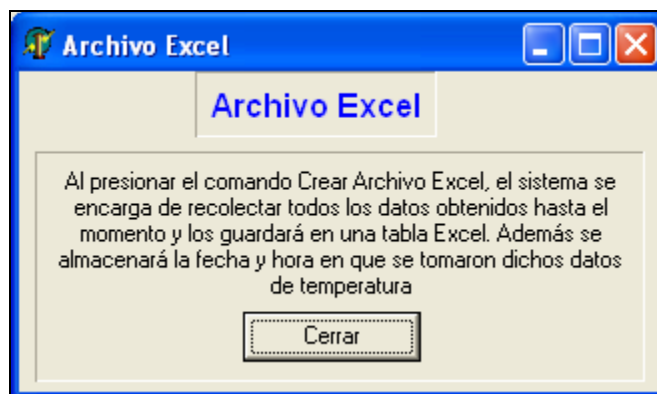 Archivo Excel
Archivo Excel
Al presionar el comando Crear Archivo Excel, el sistema se
encarga de recolectar todos los datos obtenidos hasta el
momento y los guardará en una tabla Excel. Además se
almacenará la fecha y hora en que se tomaron dichos datos
de temperatura
Cerrar